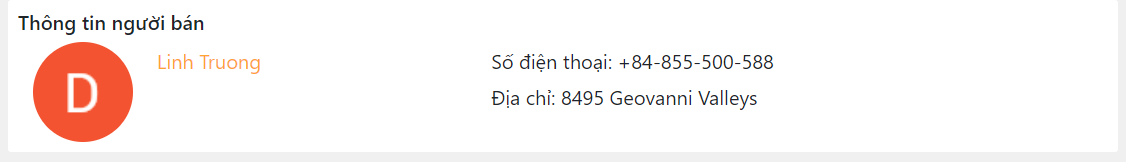 Thông tin người bán
D
Linh Truong
Số điện thoại: +84-855-500-588
Địa chỉ: 8495 Geovanni Valleys